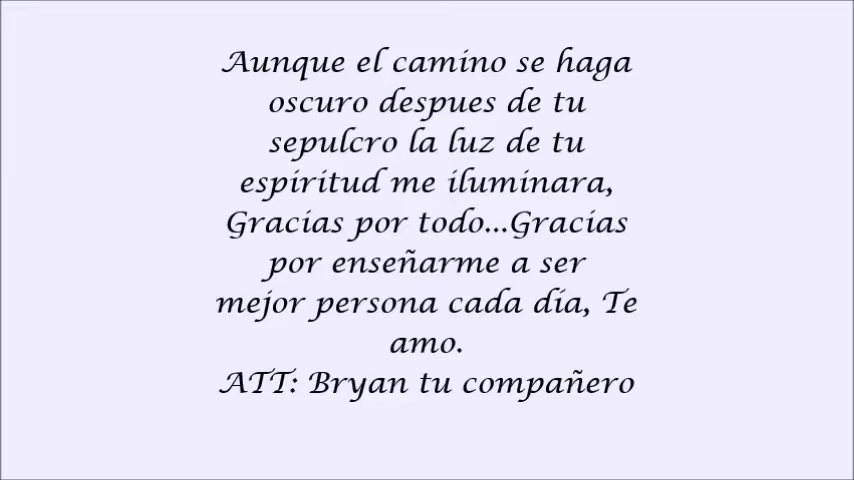 Aunque el camino se haga
oscuro despues de tu
sepulcro la luz de tu
espiritud me iluminara,
Gracias por todo...Gracias
por enseñarme a ser
mejor persona cada día, Te
amo.
ATT: Bryan tu compañero